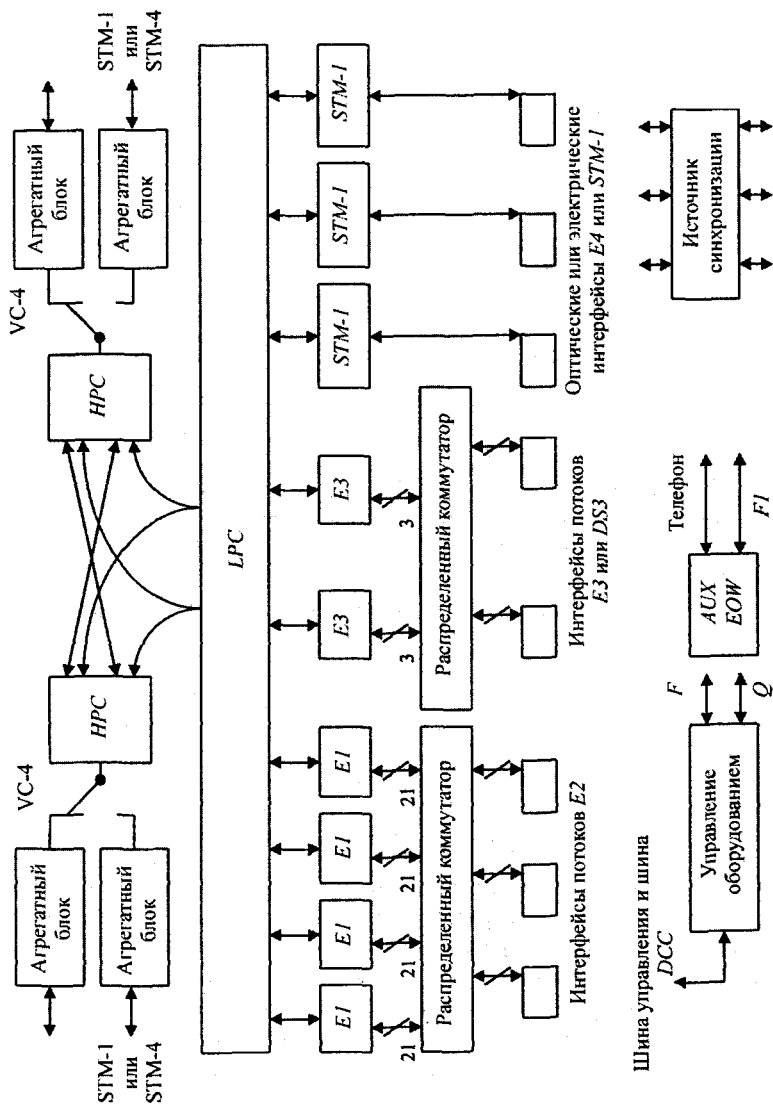 STM-1
или
STM-4
Агрегатный
блок
Агрегатный
блок
VC-4
HPC
HPC
VC-4
Агрегатный
блок
Агрегатный
блок
STM-1
или
STM-4
LPC
E1
E1
E1
E1
E3
E3
STM-1
STM-1
STM-1
21
21
21
21
3
3
Распределенный коммутатор
Распределенный коммутатор
Интерфейсы потоков E2
Интерфейсы потоков
E3 или DS3
Оптические или электрические
интерфейсы E4 или STM-1
Шина управления и шина
DCC
Управление
оборудованием
F
Q
AUX
EOW
Телефон
F1
Источник
синхронизации